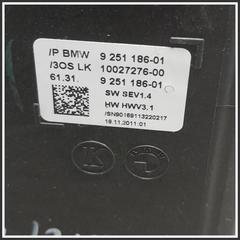 /P BMW 9 251 186-01
/3OS LK 10027276-00
61.31. 9 251 186-01
SW SEV1.4
HW HWV3.1
/SN90169113220217
19.11.2011:01
K